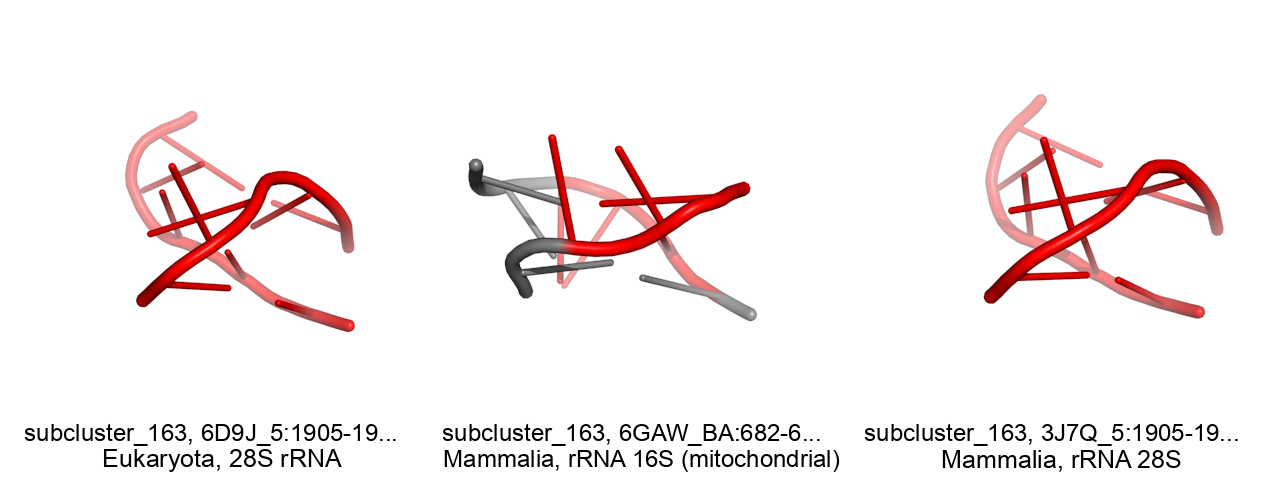 subcluster_163, 6D9J_5:1905-19...
Eukaryota, 28S rRNA
subcluster_163, 6GAW_BA:682-6...
Mammalia, rRNA 16S (mitochondrial)
subcluster_163, 3J7Q_5:1905-19...
Mammalia, rRNA 28S